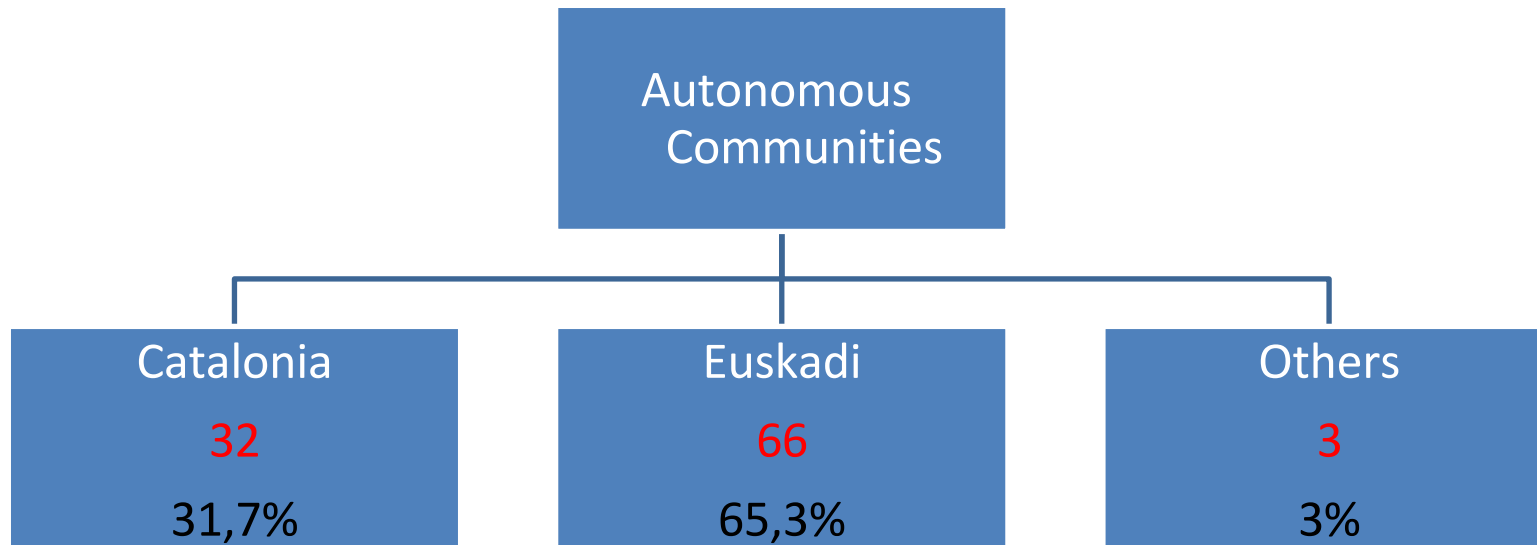 Autonomous
Communities
Catalonia
32
31,7%
Euskadi
66
65,3%
Others
3
3%